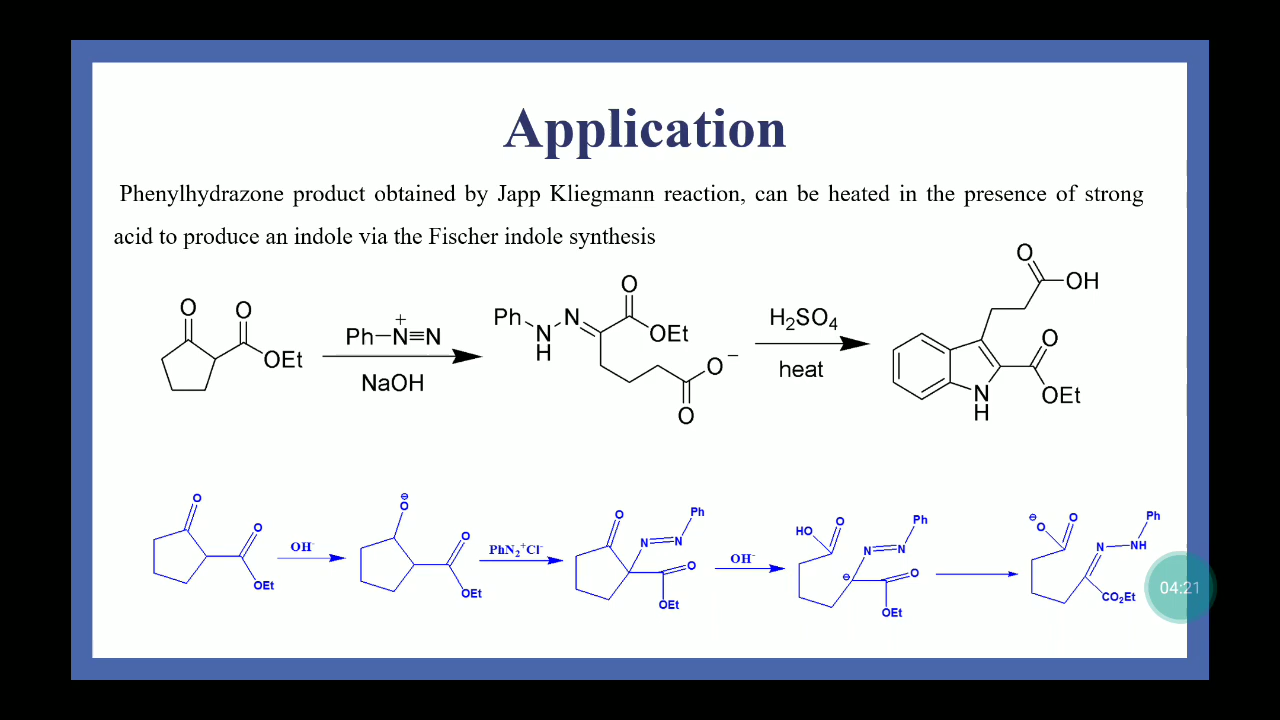 Application
Phenylhydrazone product obtained by Japp Kliegmann reaction, can be heated in the presence of strong
acid to produce an indole via the Fischer indole synthesis
O
O
OEt
Ph-N≡N
+
NaOH
Ph
N
H
N
O
OEt
O⁻
O
H2SO4
heat
O
OH
O
OEt
N
H
O
O
OEt
OH⁻
⊖
O
O
OEt
PhN2⁺Cl⁻
O
N
N
Ph
O
OEt
OH⁻
HO
O
N
N
Ph
⊖
O
OEt
⊖
O
O
N
NH
Ph
CO2Et
04:21